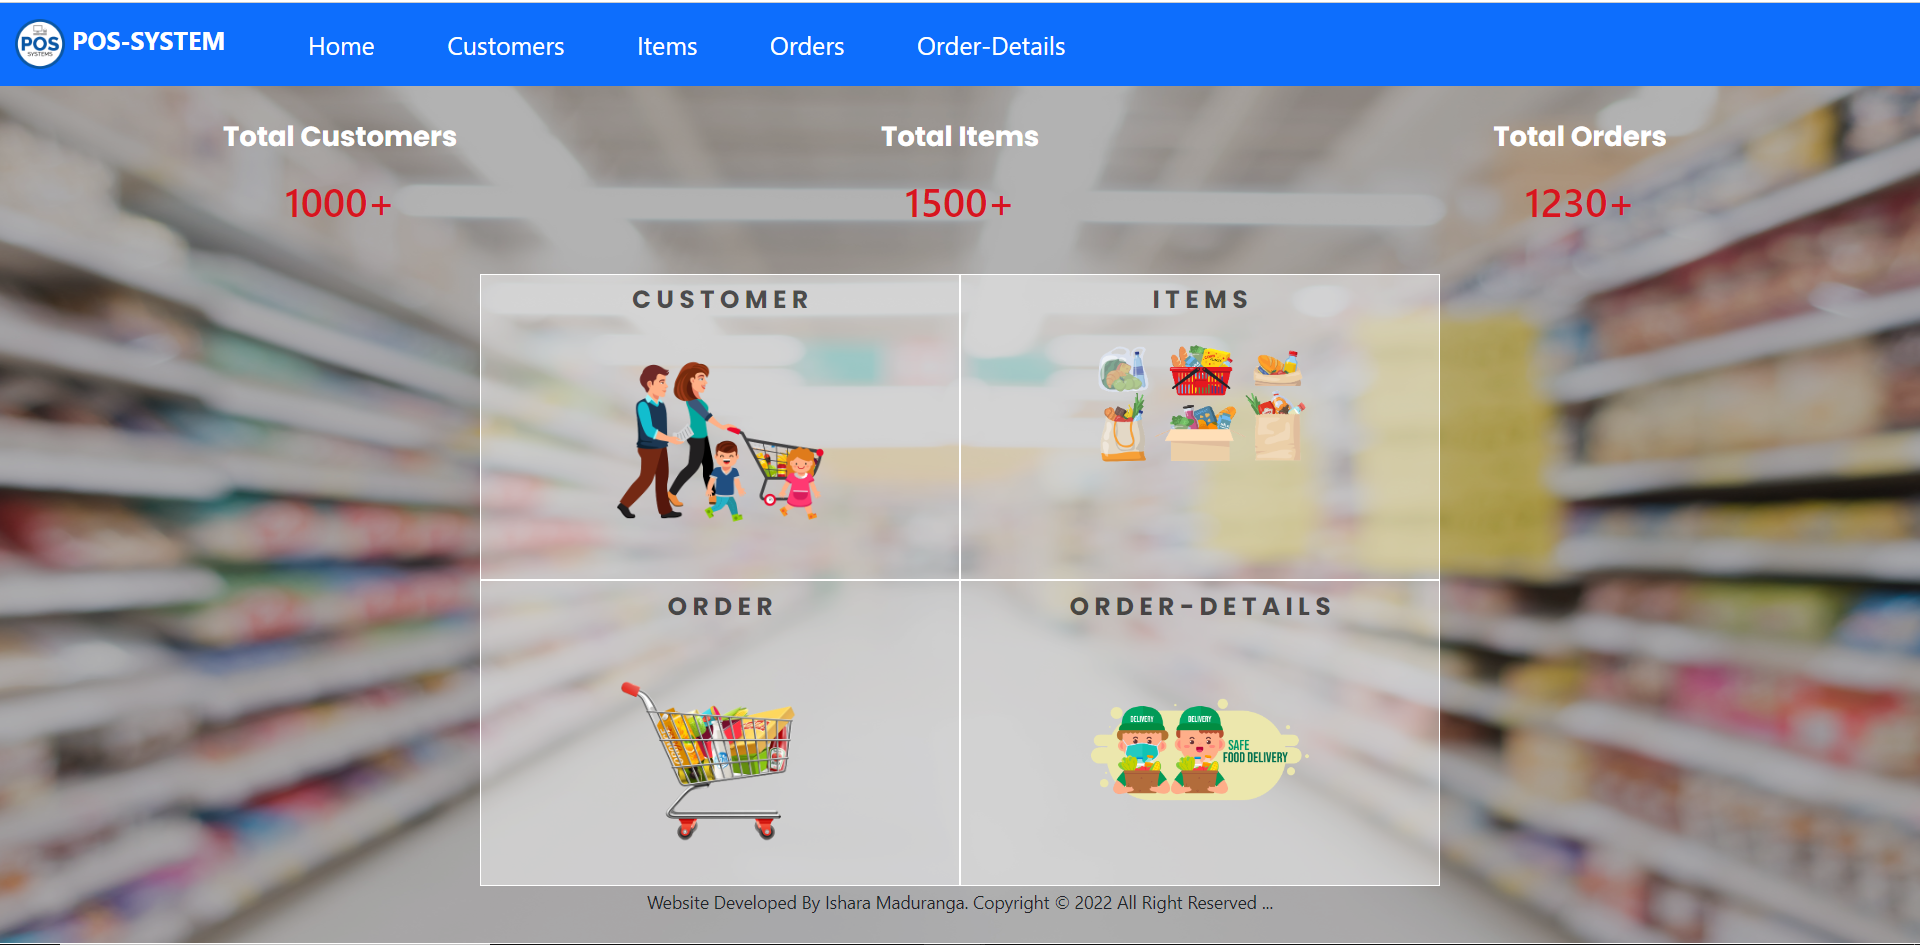 POS
SYSTEMS
POS-SYSTEM
Home
Customers
Items
Orders
Order-Details
Total Customers
Total Items
Total Orders
1000+
1500+
1230+
CUSTOMER
ITEMS
ORDER
ORDER-DETAILS
DELIVERY
DELIVERY
SAFE
FOOD DELIVERY
Website Developed By Ishara Maduranga. Copyright © 2022 All Right Reserved ...